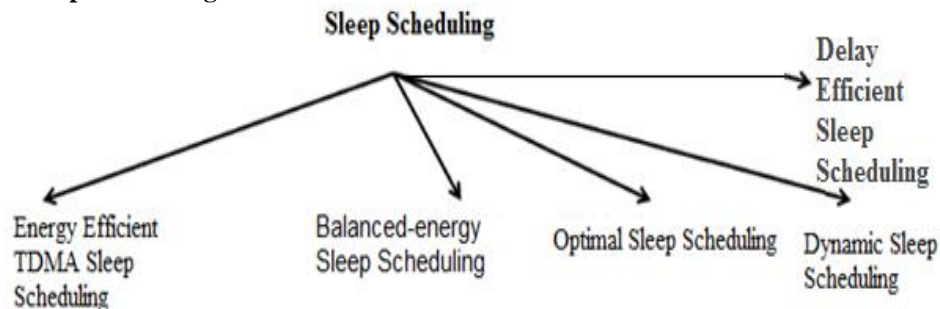 Sleep Scheduling
Delay
Efficient
Sleep
Scheduling
Energy Efficient
TDMA Sleep
Scheduling
Balanced-energy
Sleep Scheduling
Optimal Sleep Scheduling
Dynamic Sleep
Scheduling